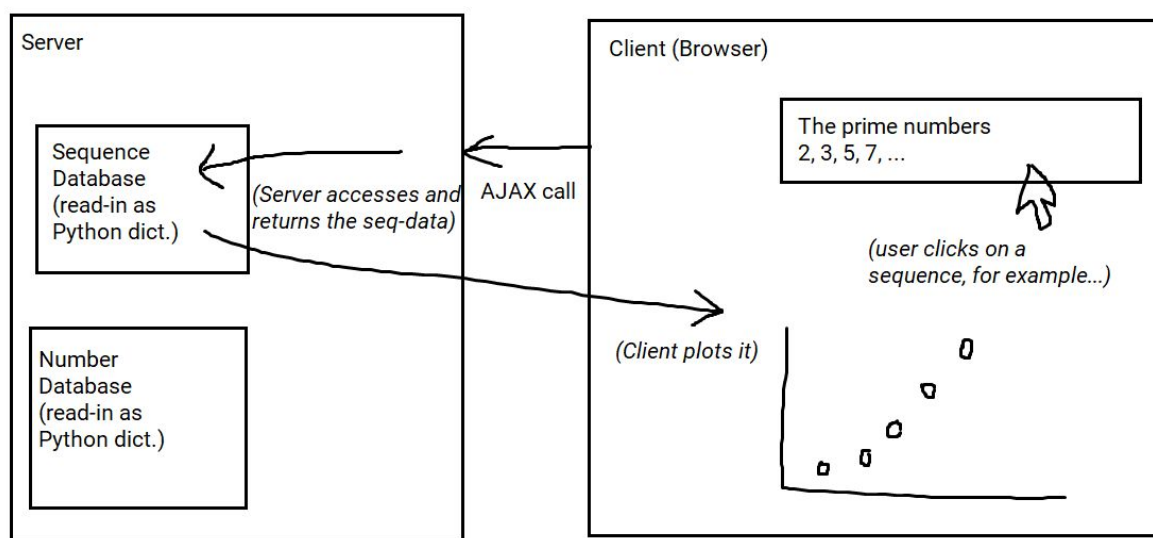 Server
Sequence
Database
(read-in as
Python dict.)
(Server accesses and
returns the seq-data)
Number
Database
(read-in as
Python dict.)
AJAX call
Client (Browser)
The prime numbers
2, 3, 5, 7, ...
(user clicks on a
sequence, for example...)
(Client plots it)